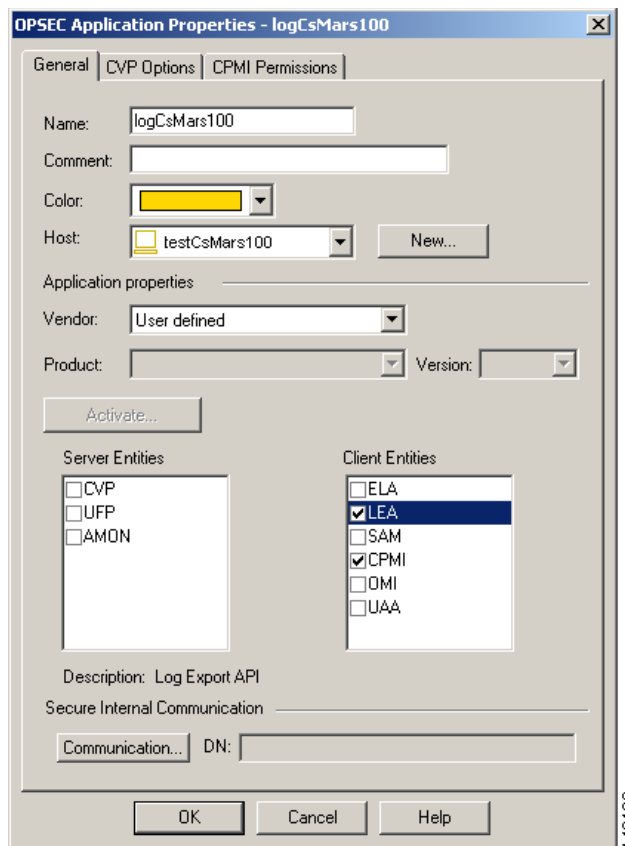 OPSEC Application Properties - logCsMars100
General
CVP Options
CPMI Permissions
Name: logCsMars100
Comment:
Color:
Host: testCsMars100 New...
Application properties
Vendor: User defined
Product: Version:
Activate...
Server Entities
CVP
UFP
AMON
Client Entities
ELA
LEA
SAM
CPMI
OMI
UAA
Description: Log Export API
Secure Internal Communication
Communication... DN:
OK Cancel Help